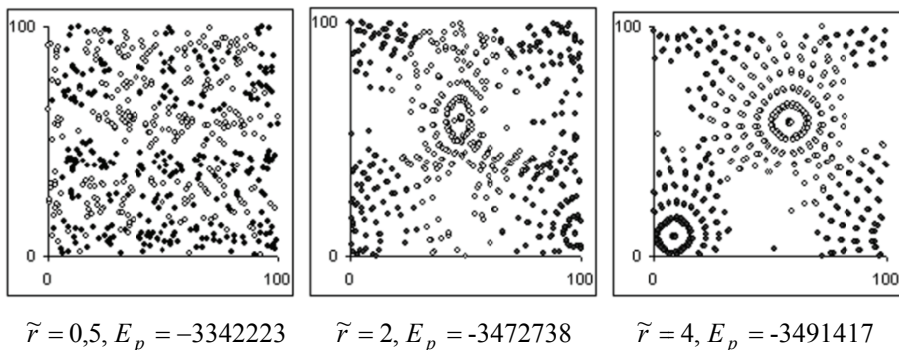 100 100 100
0 0 0
0 100 0 100 0 100
r̃ = 0,5, E_p = −3342223 r̃ = 2, E_p = -3472738 r̃ = 4, E_p = -3491417